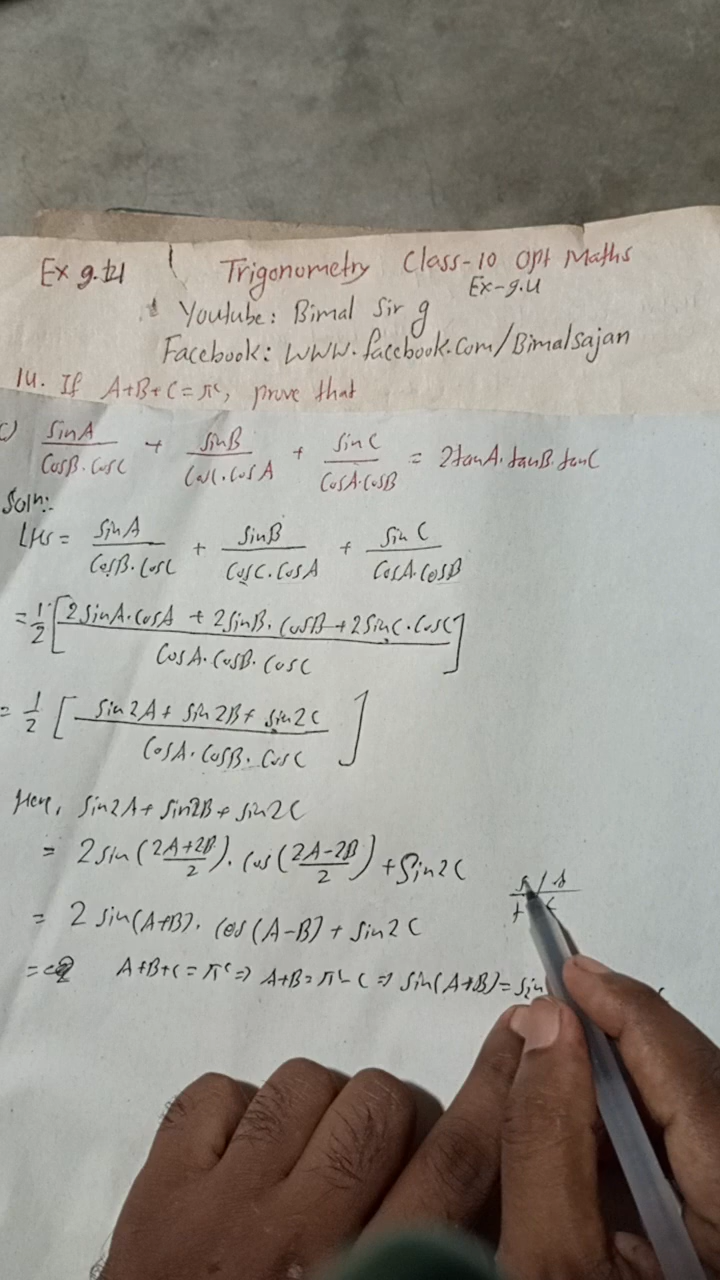 Ex 9.4 Trigonometry Class-10 Opt Maths
Ex-9.4
Youtube: Bimal Sir g
Facebook: www.facebook.com/Bimalsajan
14. If A+B+C = πᶜ, prove that
c) SinA/CosB.CosC + SinB/CosC.CosA + SinC/CosA.CosB = 2tanA.tanB.tanC
Soln:
LHS = SinA/CosB.CosC + SinB/CosC.CosA + SinC/CosA.CosB
= 1/2 [2SinA.CosA + 2SinB.CosB + 2SinC.CosC / CosA.CosB.CosC]
= 1/2 [Sin2A + Sin2B + Sin2C / CosA.CosB.CosC]
Here, Sin2A + Sin2B + Sin2C
= 2Sin(2A+2B/2).Cos(2A-2B/2) + Sin2C
= 2Sin(A+B).Cos(A-B) + Sin2C
= A+B+C = πᶜ ⇒ A+B = πᶜ - C ⇒ Sin(A+B) = Sin